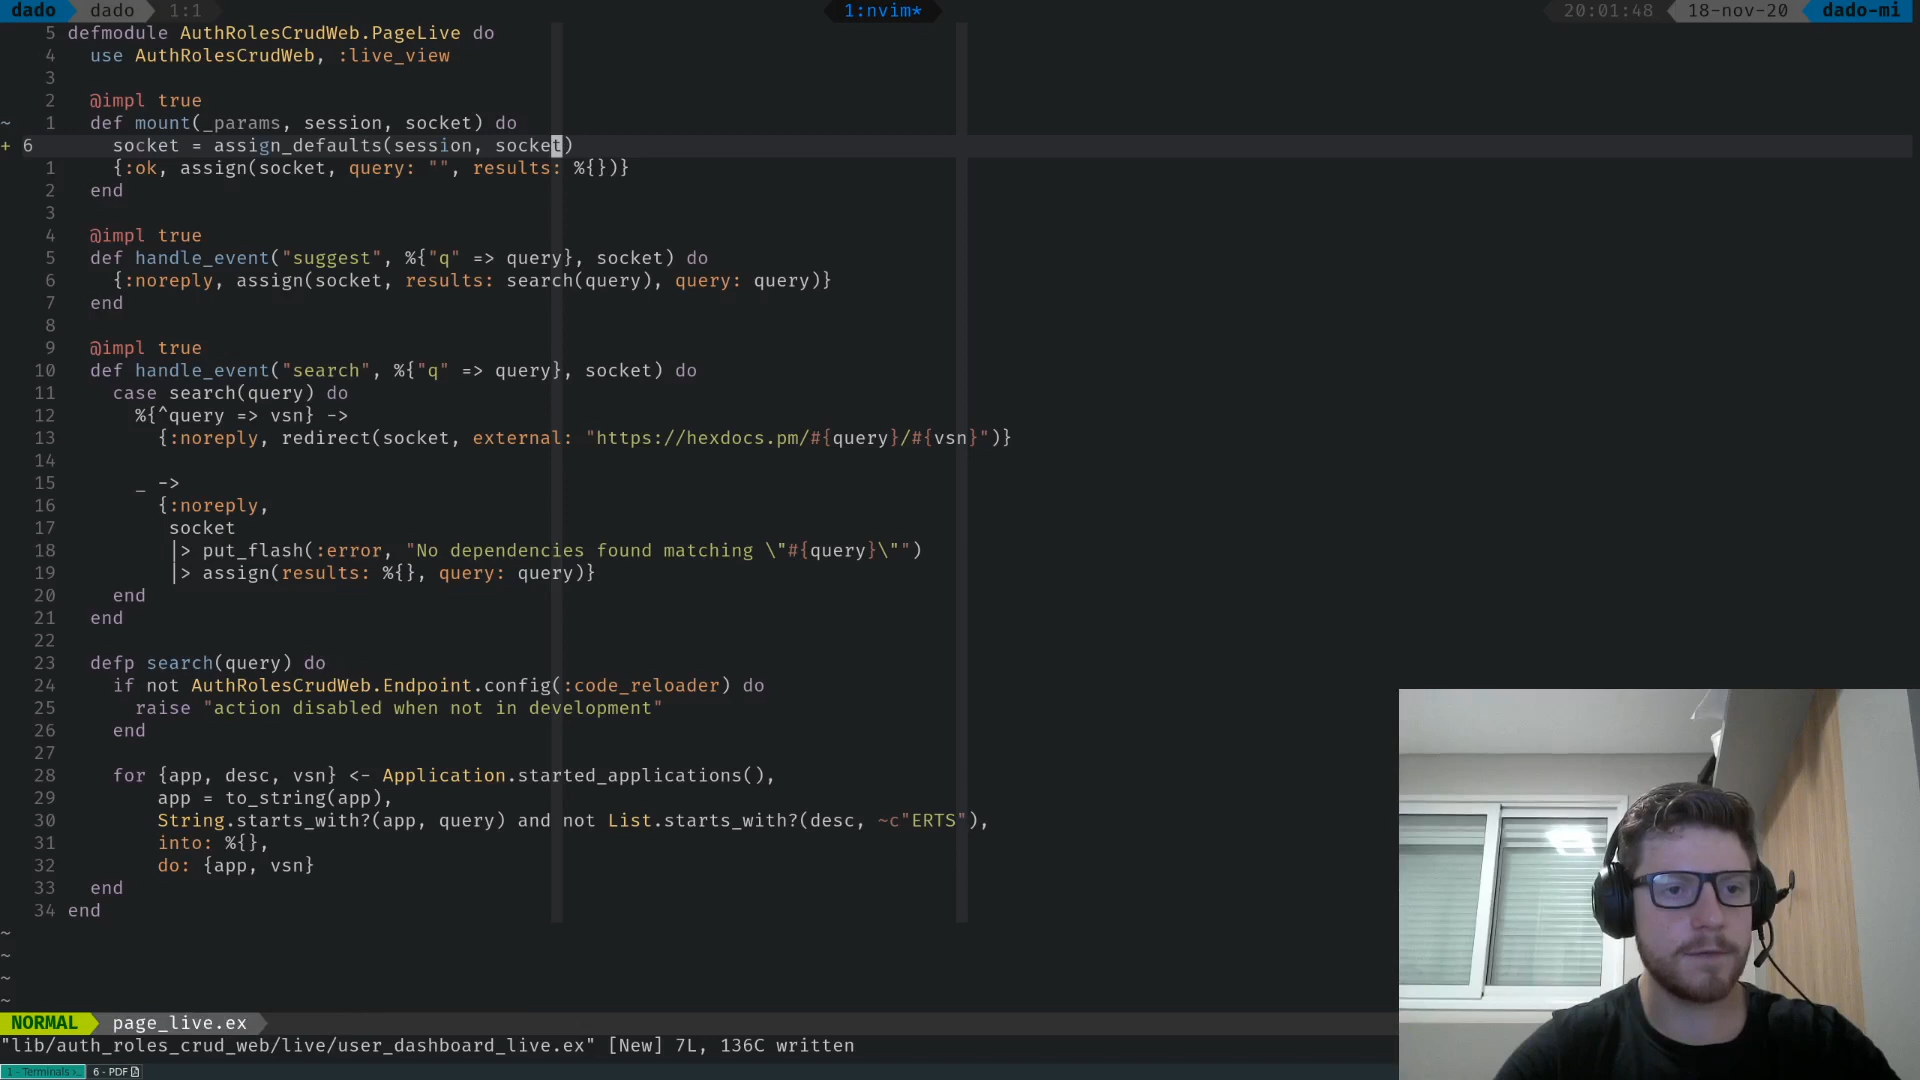 dado dado 1:1 1:nvim* 20:01:48 18-nov-20 dado-mi
5 defmodule AuthRolesCrudWeb.PageLive do
4 use AuthRolesCrudWeb, :live_view
3
2 @impl true
~ 1 def mount(_params, session, socket) do
+ 6 socket = assign_defaults(session, socket)
1 {:ok, assign(socket, query: "", results: %{})}
2 end
3
4 @impl true
5 def handle_event("suggest", %{"q" => query}, socket) do
6 {:noreply, assign(socket, results: search(query), query: query)}
7 end
8
9 @impl true
10 def handle_event("search", %{"q" => query}, socket) do
11 case search(query) do
12 %{^query => vsn} ->
13 {:noreply, redirect(socket, external: "https://hexdocs.pm/#{query}/#{vsn}")}
14
15 _ ->
16 {:noreply,
17 socket
18 |> put_flash(:error, "No dependencies found matching \"#{query}\"")
19 |> assign(results: %{}, query: query)}
20 end
21 end
22
23 defp search(query) do
24 if not AuthRolesCrudWeb.Endpoint.config(:code_reloader) do
25 raise "action disabled when not in development"
26 end
27
28 for {app, desc, vsn} <- Application.started_applications(),
29 app = to_string(app),
30 String.starts_with?(app, query) and not List.starts_with?(desc, ~c"ERTS"),
31 into: %{},
32 do: {app, vsn}
33 end
34 end
~
~
~
~
NORMAL page_live.ex
"lib/auth_roles_crud_web/live/user_dashboard_live.ex" [New] 7L, 136C written
1 - Terminals >_ 6 - PDF